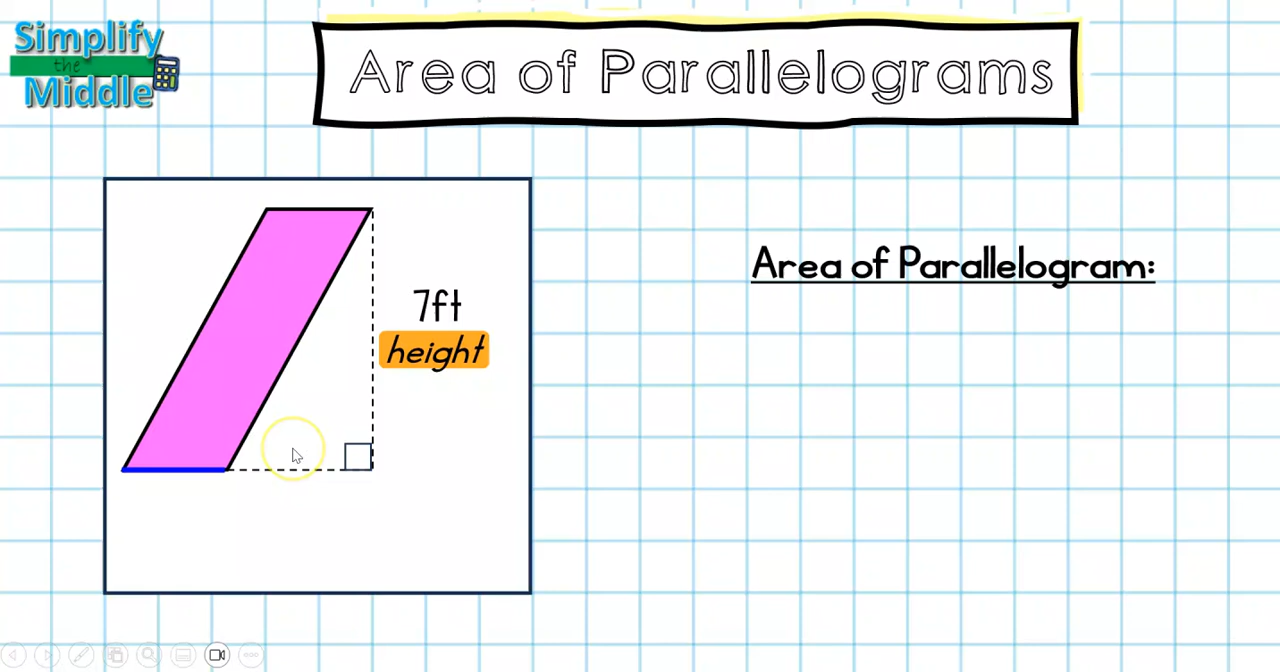 Simplify
the
Middle
Area of Parallelograms
7ft
height
Area of Parallelogram: